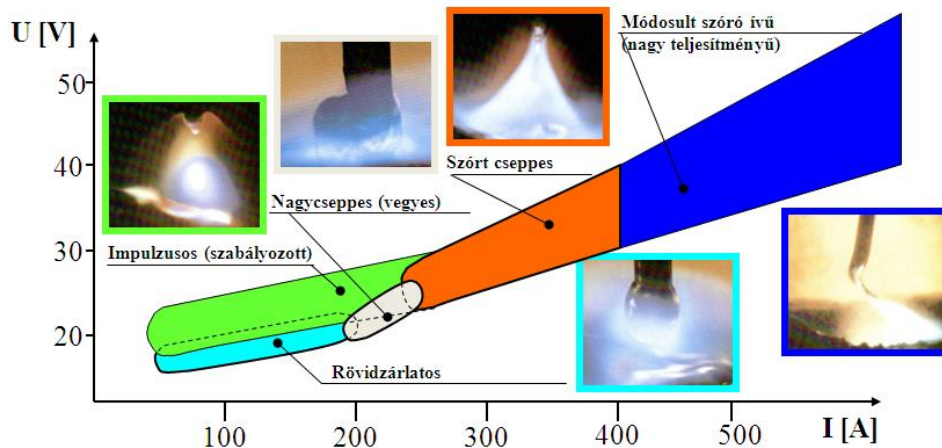 U [V]
50
40
30
20
Módosult szóró ívű
(nagy teljesítményű)
Szórt cseppes
Nagycseppes (vegyes)
Impulzusos (szabályozott)
Rövidzárlatos
100
200
300
400
500
I [A]